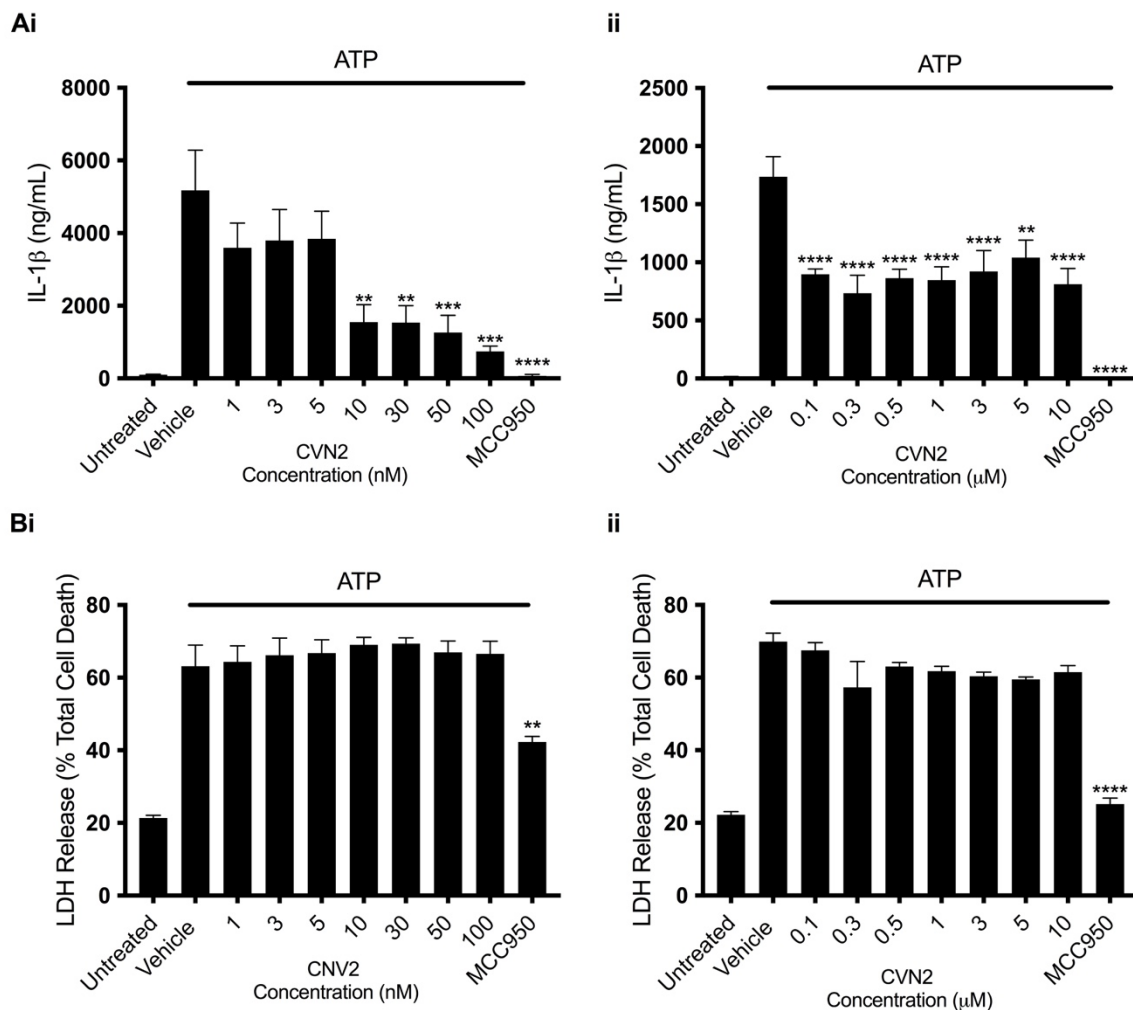 Ai
ATP
IL-1β (ng/mL)
8000
6000
4000
2000
0
** ** *** *** ****
Untreated Vehicle 1 3 5 10 30 50 100 MCC950
CVN2
Concentration (nM)
ii
ATP
IL-1β (ng/mL)
2500
2000
1500
1000
500
0
**** **** **** **** **** ** **** ****
Untreated Vehicle 0.1 0.3 0.5 1 3 5 10 MCC950
CVN2
Concentration (μM)
Bi
ATP
LDH Release (% Total Cell Death)
80
60
40
20
0
**
Untreated Vehicle 1 3 5 10 30 50 100 MCC950
CNV2
Concentration (nM)
ii
ATP
LDH Release (% Total Cell Death)
80
60
40
20
0
****
Untreated Vehicle 0.1 0.3 0.5 1 3 5 10 MCC950
CVN2
Concentration (μM)